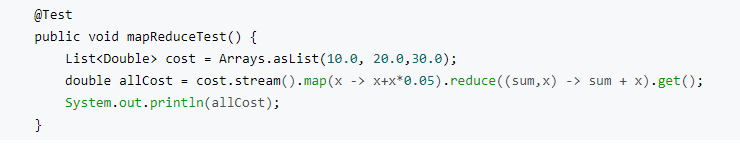 @Test
public void mapReduceTest() {
    List<Double> cost = Arrays.asList(10.0, 20.0,30.0);
    double allCost = cost.stream().map(x -> x+x*0.05).reduce((sum,x) -> sum + x).get();
    System.out.println(allCost);
}